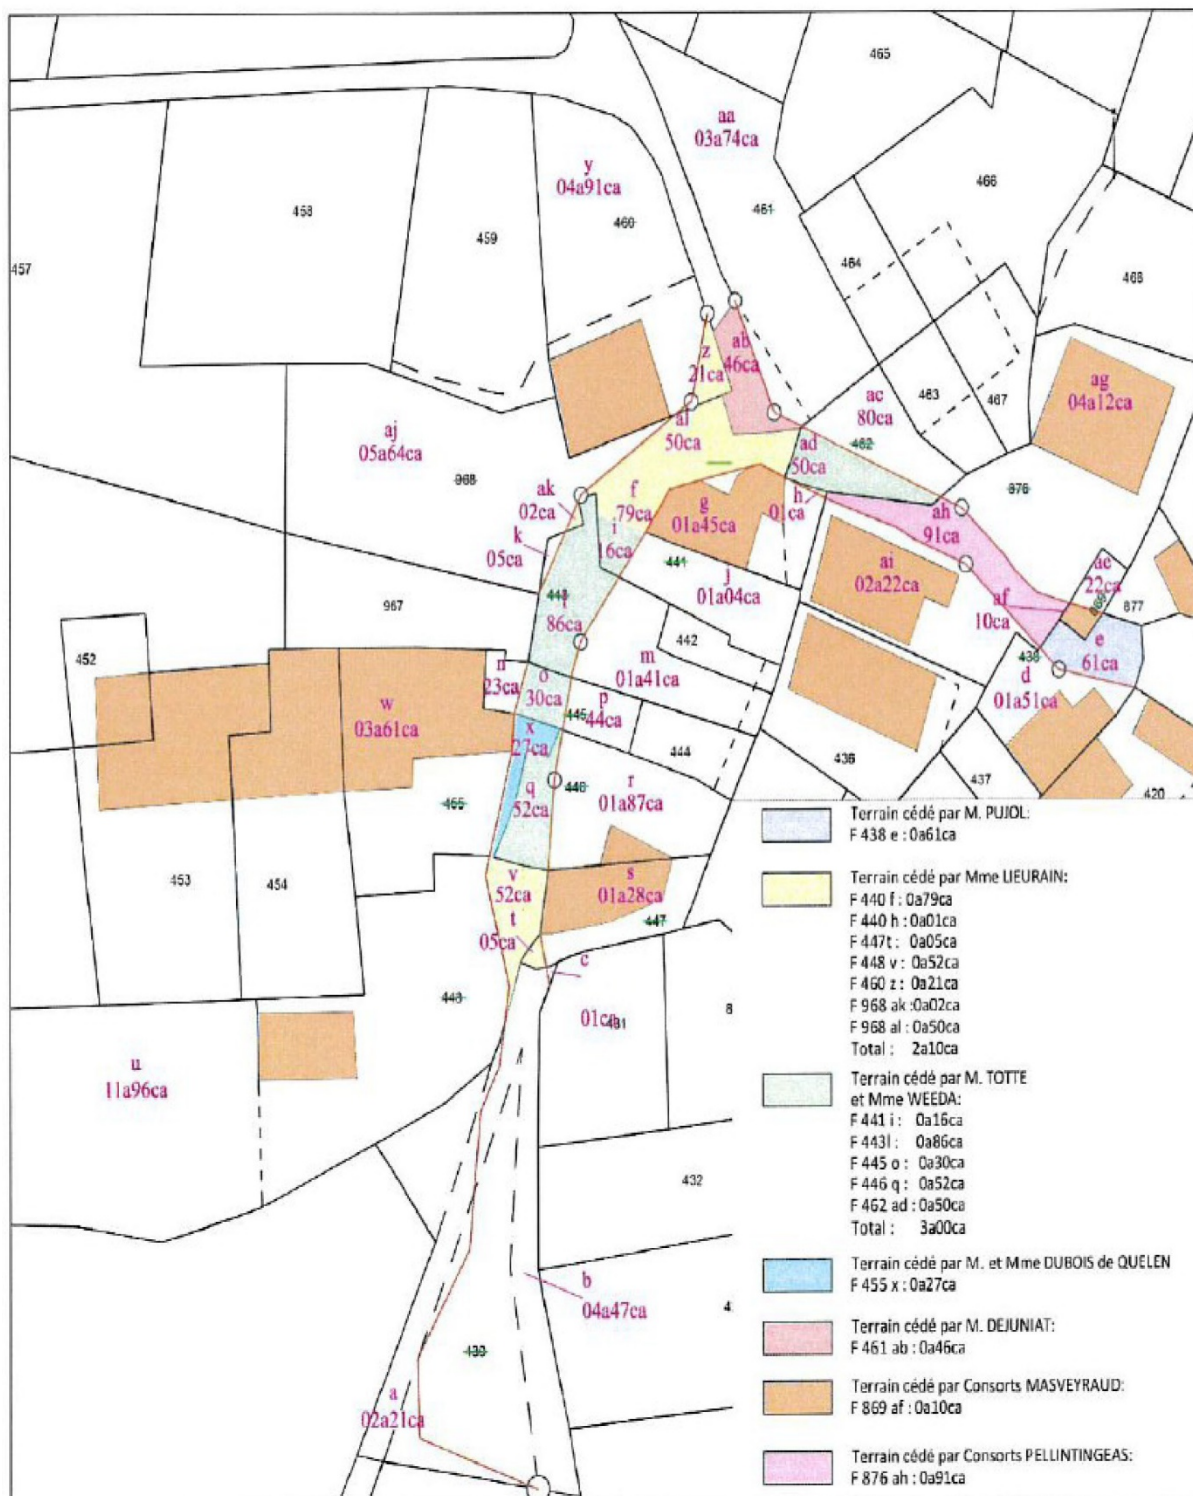 465
aa
03a74ca
y
04a91ca
466
458
460
461
459
457
464
468
z
21ca
ab
46ca
ag
04a12ca
ac
80ca
463
467
aj
05a64ca
al
50ca
ad
50ca
462
968
ak
02ca
f
79ca
h
01ca
876
g
01a45ca
ah
91ca
k
05ca
i
16ca
441
ai
02a22ca
ae
22ca
j
01a04ca
443
l
86ca
967
af
10ca
869
877
442
e
61ca
452
m
01a41ca
438
n
23ca
o
30ca
d
01a51ca
w
03a61ca
p
44ca
445
x
27ca
444
436
437
420
q
52ca
446
r
01a87ca
455
453
454
v
52ca
s
01a28ca
447
t
05ca
c
448
01ca
431
8
u
11a96ca
432
b
04a47ca
4
439
a
02a21ca
Terrain cédé par M. PUJOL:
F 438 e : 0a61ca
Terrain cédé par Mme LIEURAIN:
F 440 f : 0a79ca
F 440 h : 0a01ca
F 447t : 0a05ca
F 448 v : 0a52ca
F 460 z : 0a21ca
F 968 ak :0a02ca
F 968 al : 0a50ca
Total : 2a10ca
Terrain cédé par M. TOTTE
et Mme WEEDA:
F 441 i : 0a16ca
F 443l : 0a86ca
F 445 o : 0a30ca
F 446 q : 0a52ca
F 462 ad : 0a50ca
Total : 3a00ca
Terrain cédé par M. et Mme DUBOIS de QUELEN
F 455 x : 0a27ca
Terrain cédé par M. DEJUNIAT:
F 461 ab : 0a46ca
Terrain cédé par Consorts MASVEYRAUD:
F 869 af : 0a10ca
Terrain cédé par Consorts PELLINTINGEAS:
F 876 ah : 0a91ca